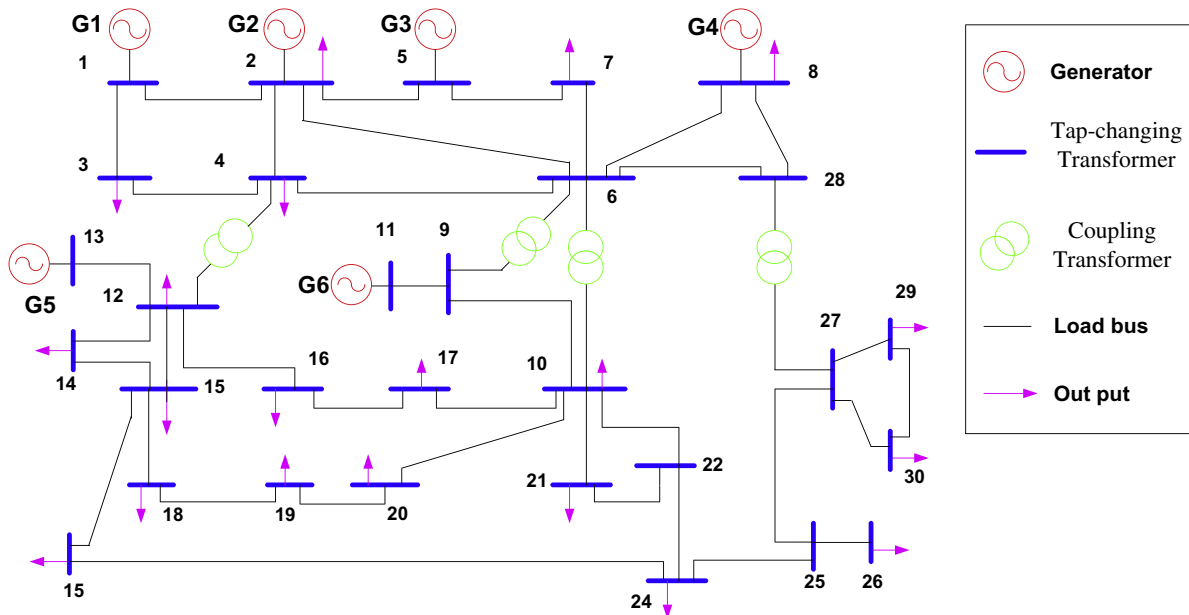 G1
G2
G3
G4
1
2
5
7
8
3
4
6
28
13
11
9
G5
12
G6
29
27
14
15
16
17
10
30
22
21
18
19
20
15
24
25
26
Generator
Tap-changing
Transformer
Coupling
Transformer
Load bus
Out put